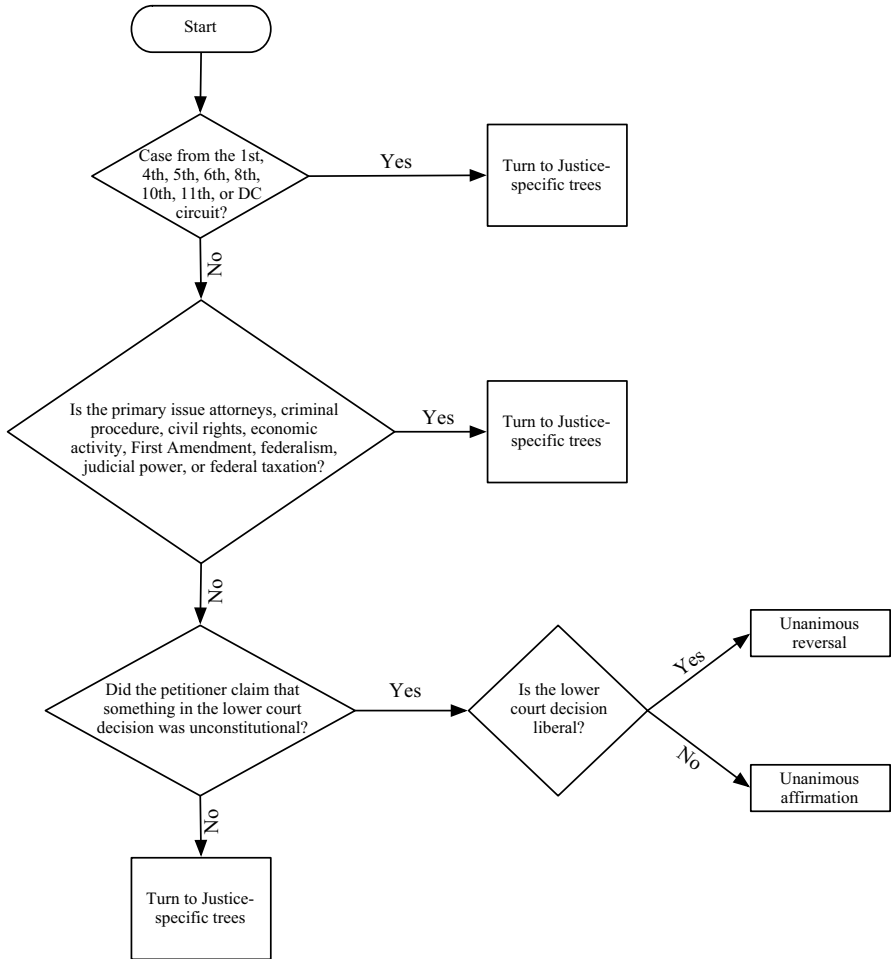 Start
Case from the 1st,
4th, 5th, 6th, 8th,
10th, 11th, or DC
circuit?
Yes
Turn to Justice-
specific trees
No
Is the primary issue attorneys, criminal
procedure, civil rights, economic
activity, First Amendment, federalism,
judicial power, or federal taxation?
Yes
Turn to Justice-
specific trees
No
Did the petitioner claim that
something in the lower court
decision was unconstitutional?
Yes
Is the lower
court decision
liberal?
Yes
Unanimous
reversal
No
Unanimous
affirmation
No
Turn to Justice-
specific trees